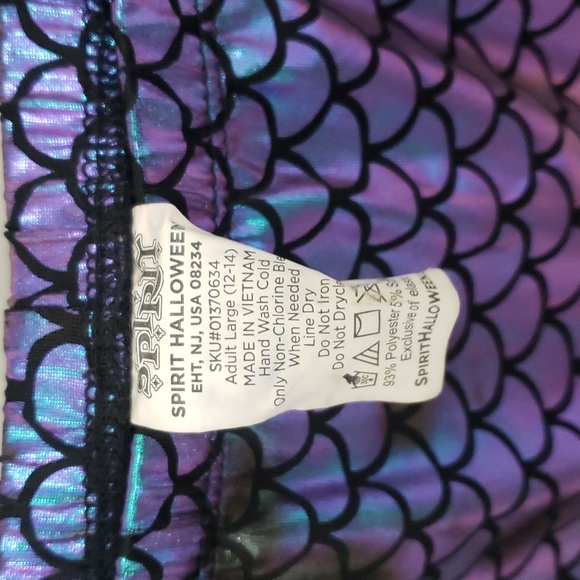 SPIRIT
SPIRIT HALLOWEEN
EHT, NJ, USA 08234
SKU#01370634
Adult Large (12-14)
MADE IN VIETNAM
Hand Wash Cold
Only Non-Chlorine
When Needed
Line Dry
Do Not Iron
Do Not
93% Polyester 5%
Exclusive of
SPIRITHALLOWEEN